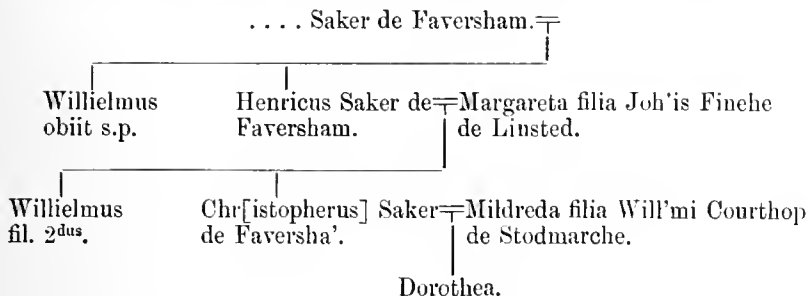 . . . . Saker de Faversham.
Willielmus Henricus Saker de Margareta filia Joh'is Finche
obiit s.p. Faversham. de Linsted.
Willielmus Chr[istopherus] Saker Mildreda filia Will'mi Courthop
fil. 2dus. de Faversha'. de Stodmarche.
Dorothea.